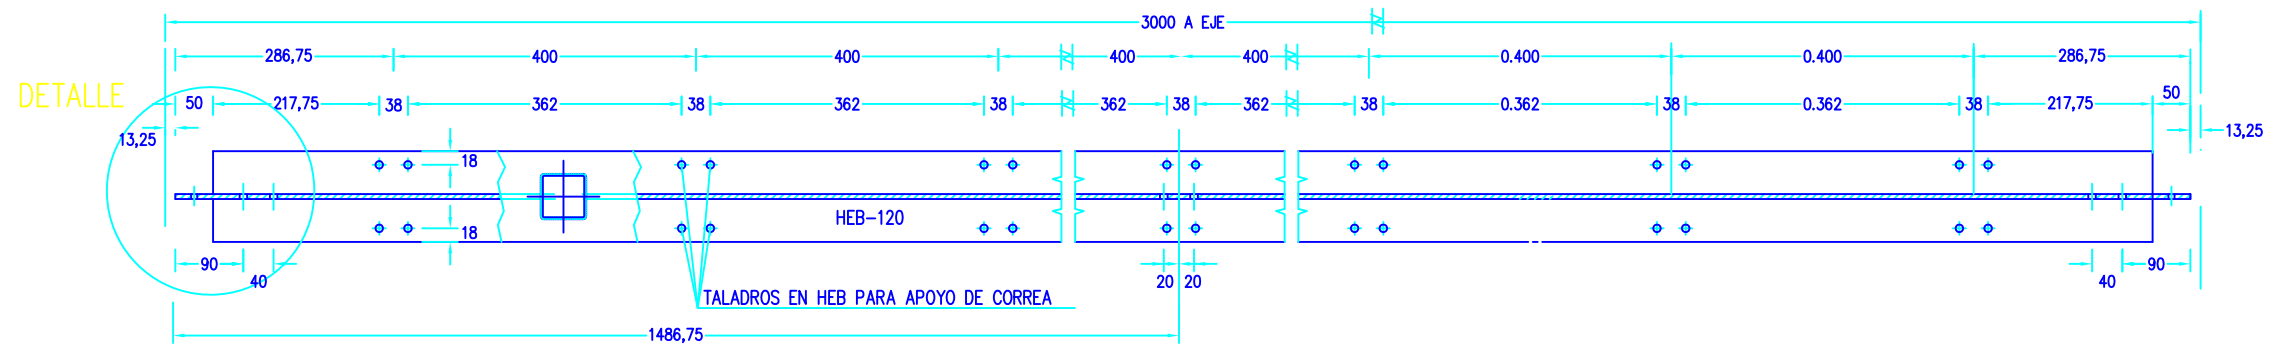 3000 A EJE
286,75 400 400 400 400 0.400 0.400 286,75
DETALLE
50 217,75 38 362 38 362 38 362 38 362 38 0.362 38 0.362 38 217,75 50
13,25 13,25
18
HEB-120
18
90 40 20 20 40 90
TALADROS EN HEB PARA APOYO DE CORREA
1486,75